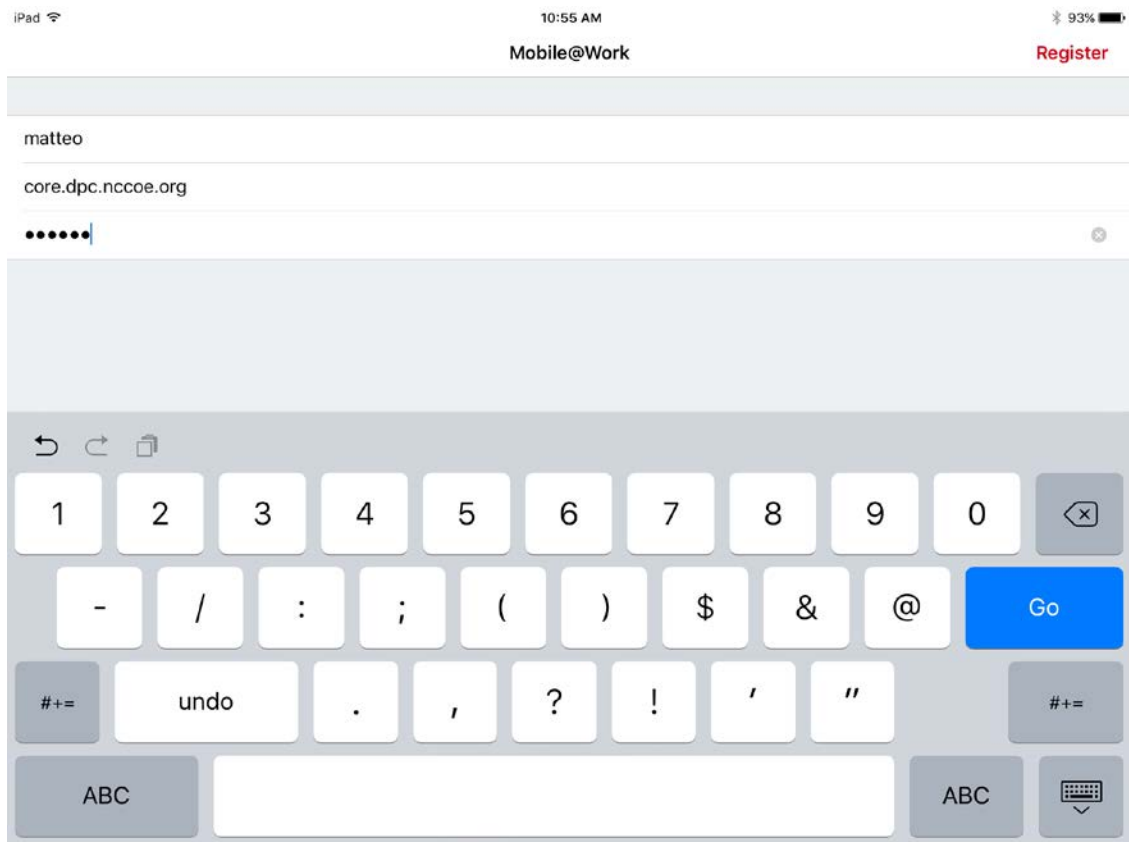 iPad 10:55 AM 93%
Mobile@Work Register
matteo
core.dpc.nccoe.org
••••••
1 2 3 4 5 6 7 8 9 0
- / : ; ( ) $ & @ Go
#+= undo . , ? ! ' " #+=
ABC ABC